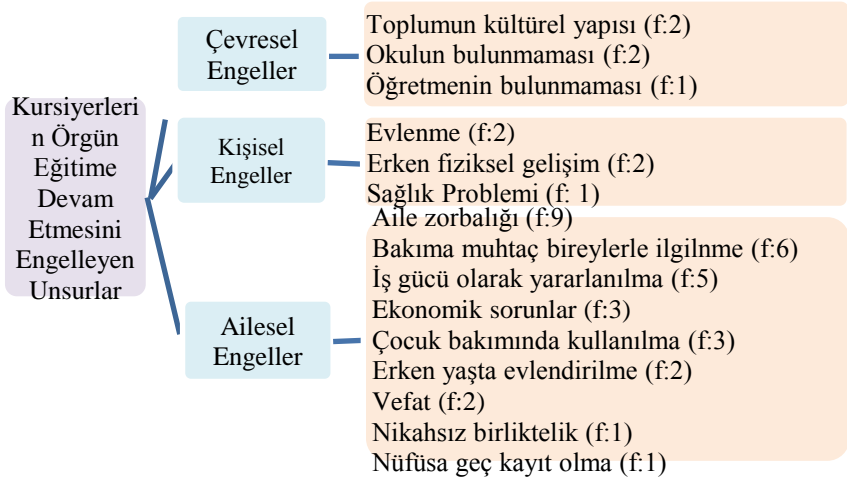 Kursiyerleri
n Örgün
Eğitime
Devam
Etmesini
Engelleyen
Unsurlar
Çevresel
Engeller
Toplumun kültürel yapısı (f:2)
Okulun bulunmaması (f:2)
Öğretmenin bulunmaması (f:1)
Kişisel
Engeller
Evlenme (f:2)
Erken fiziksel gelişim (f:2)
Sağlık Problemi (f: 1)
Ailesel
Engeller
Aile zorbalığı (f:9)
Bakıma muhtaç bireylerle ilgilnme (f:6)
İş gücü olarak yararlanılma (f:5)
Ekonomik sorunlar (f:3)
Çocuk bakımında kullanılma (f:3)
Erken yaşta evlendirilme (f:2)
Vefat (f:2)
Nikahsız birliktelik (f:1)
Nüfüsa geç kayıt olma (f:1)